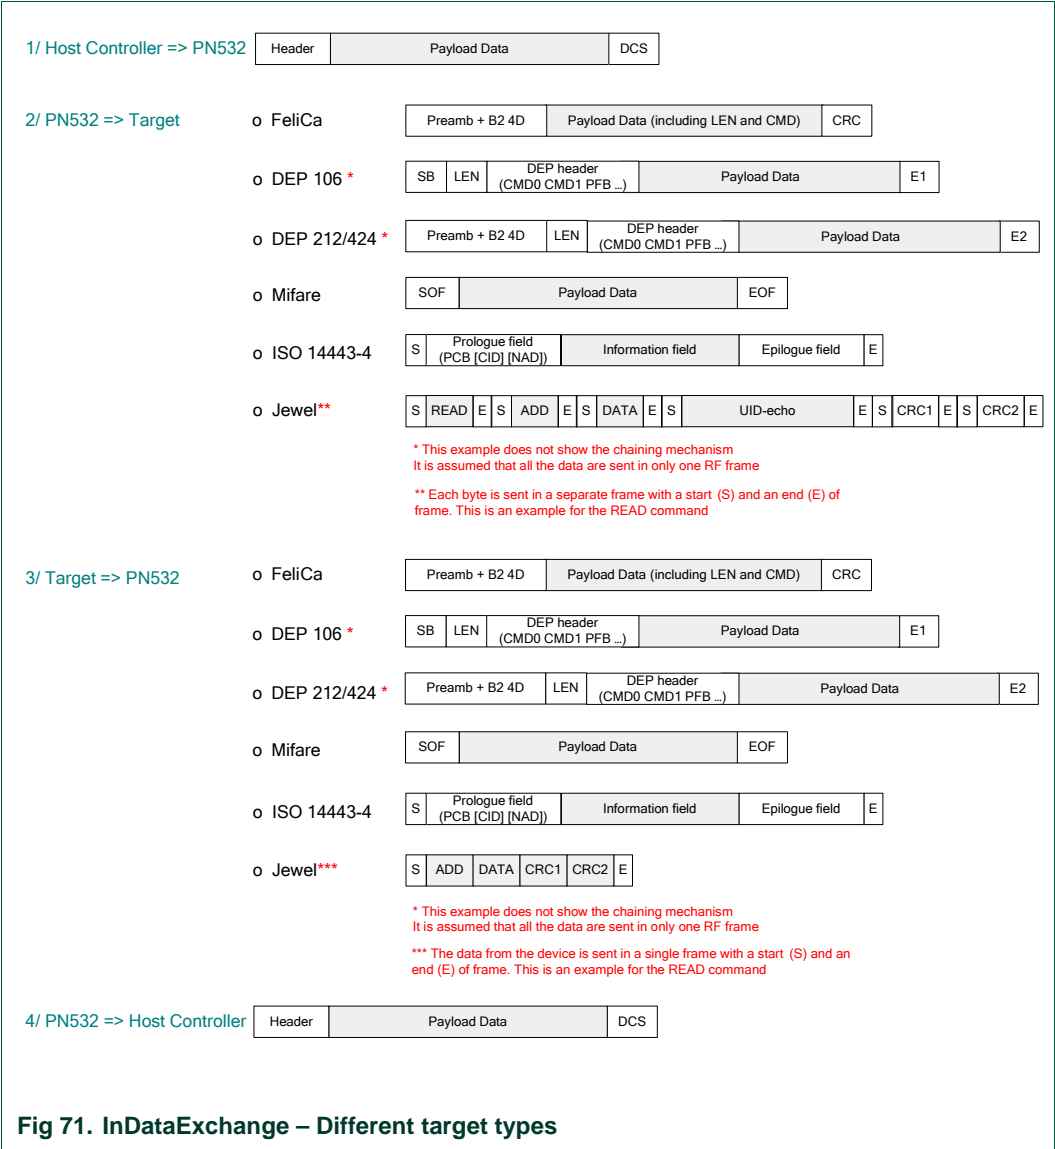 1/ Host Controller => PN532 Header Payload Data DCS
2/ PN532 => Target o FeliCa Preamb + B2 4D Payload Data (including LEN and CMD) CRC
o DEP 106 * SB LEN DEP header (CMD0 CMD1 PFB …) Payload Data E1
o DEP 212/424 * Preamb + B2 4D LEN DEP header (CMD0 CMD1 PFB …) Payload Data E2
o Mifare SOF Payload Data EOF
o ISO 14443-4 S Prologue field (PCB [CID] [NAD]) Information field Epilogue field E
o Jewel** S READ E S ADD E S DATA E S UID-echo E S CRC1 E S CRC2 E
* This example does not show the chaining mechanism
It is assumed that all the data are sent in only one RF frame
** Each byte is sent in a separate frame with a start (S) and an end (E) of
frame. This is an example for the READ command
3/ Target => PN532 o FeliCa Preamb + B2 4D Payload Data (including LEN and CMD) CRC
o DEP 106 * SB LEN DEP header (CMD0 CMD1 PFB …) Payload Data E1
o DEP 212/424 * Preamb + B2 4D LEN DEP header (CMD0 CMD1 PFB …) Payload Data E2
o Mifare SOF Payload Data EOF
o ISO 14443-4 S Prologue field (PCB [CID] [NAD]) Information field Epilogue field E
o Jewel*** S ADD DATA CRC1 CRC2 E
* This example does not show the chaining mechanism
It is assumed that all the data are sent in only one RF frame
*** The data from the device is sent in a single frame with a start (S) and an
end (E) of frame. This is an example for the READ command
4/ PN532 => Host Controller Header Payload Data DCS
Fig 71. InDataExchange – Different target types